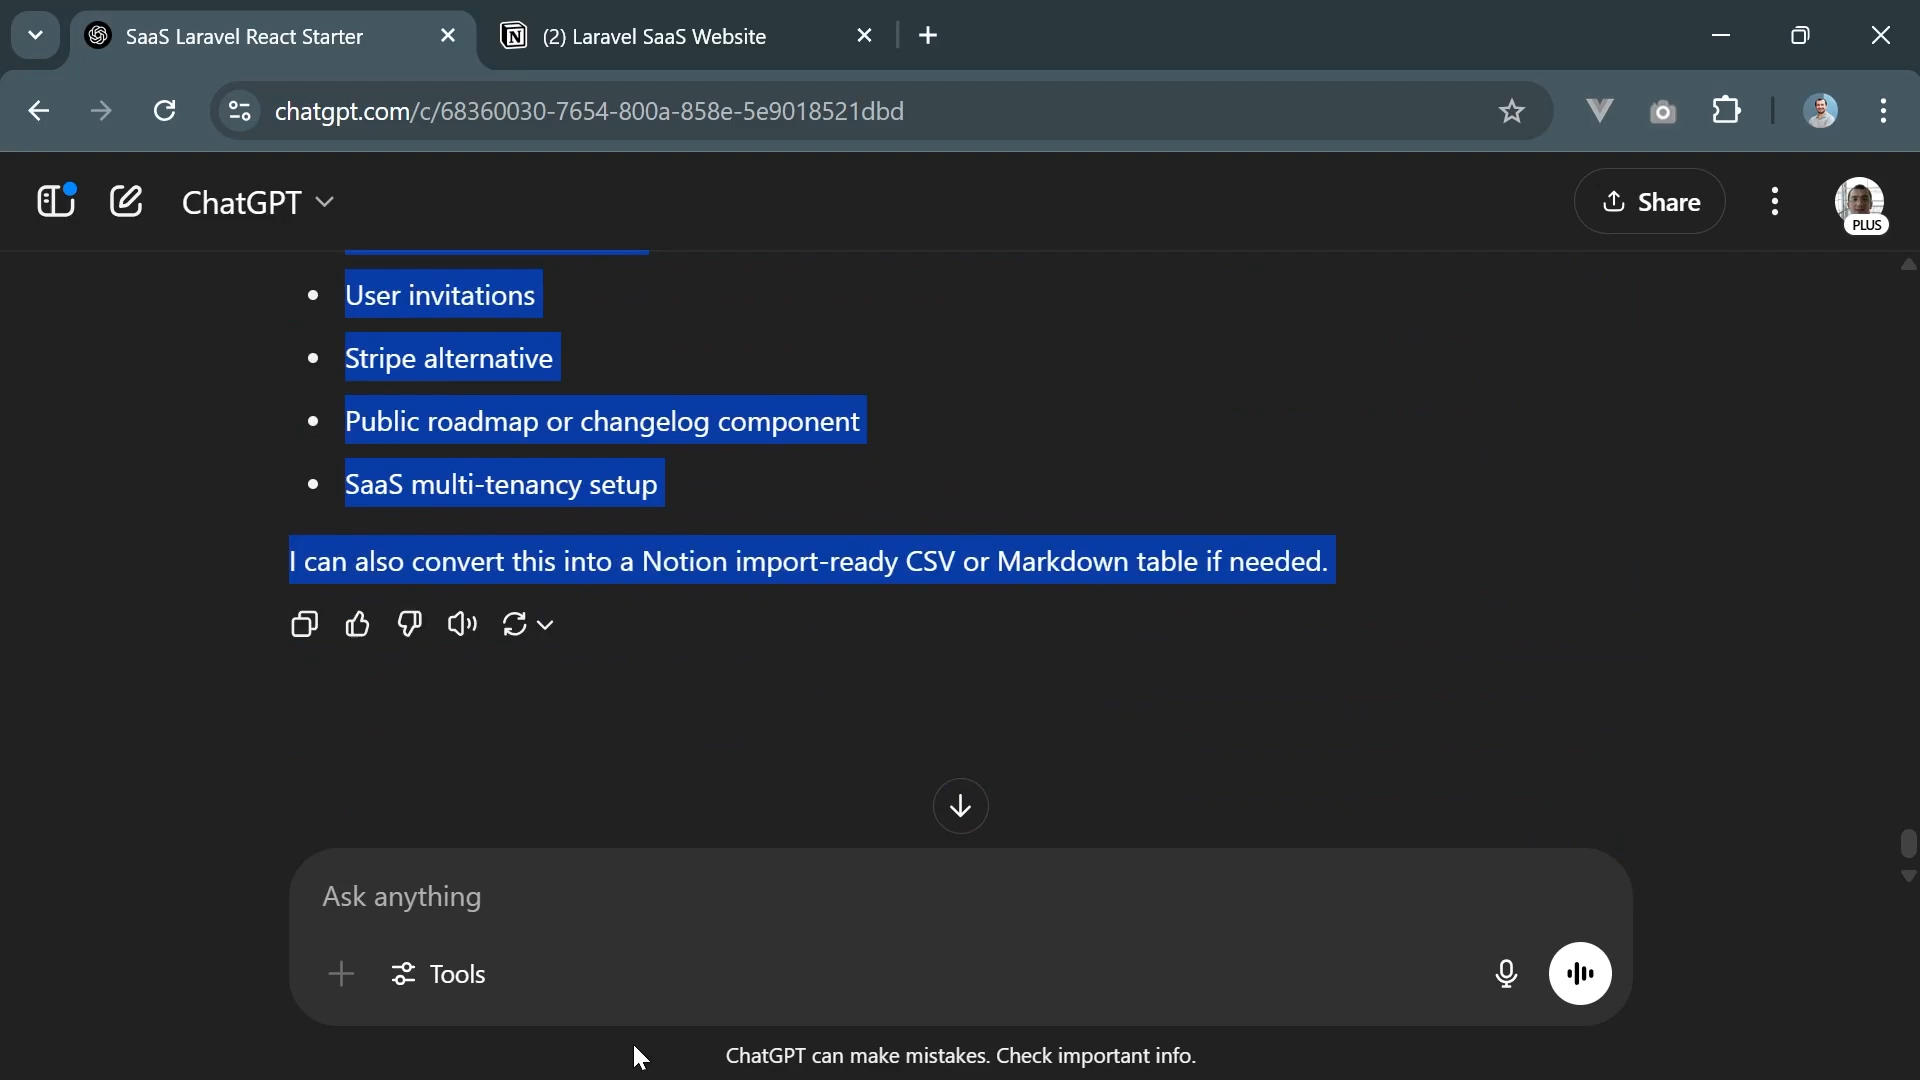 SaaS Laravel React Starter
(2) Laravel SaaS Website
chatgpt.com/c/68360030-7654-800a-858e-5e9018521dbd
ChatGPT
Share
PLUS
User invitations
Stripe alternative
Public roadmap or changelog component
SaaS multi-tenancy setup
I can also convert this into a Notion import-ready CSV or Markdown table if needed.
Ask anything
Tools
ChatGPT can make mistakes. Check important info.